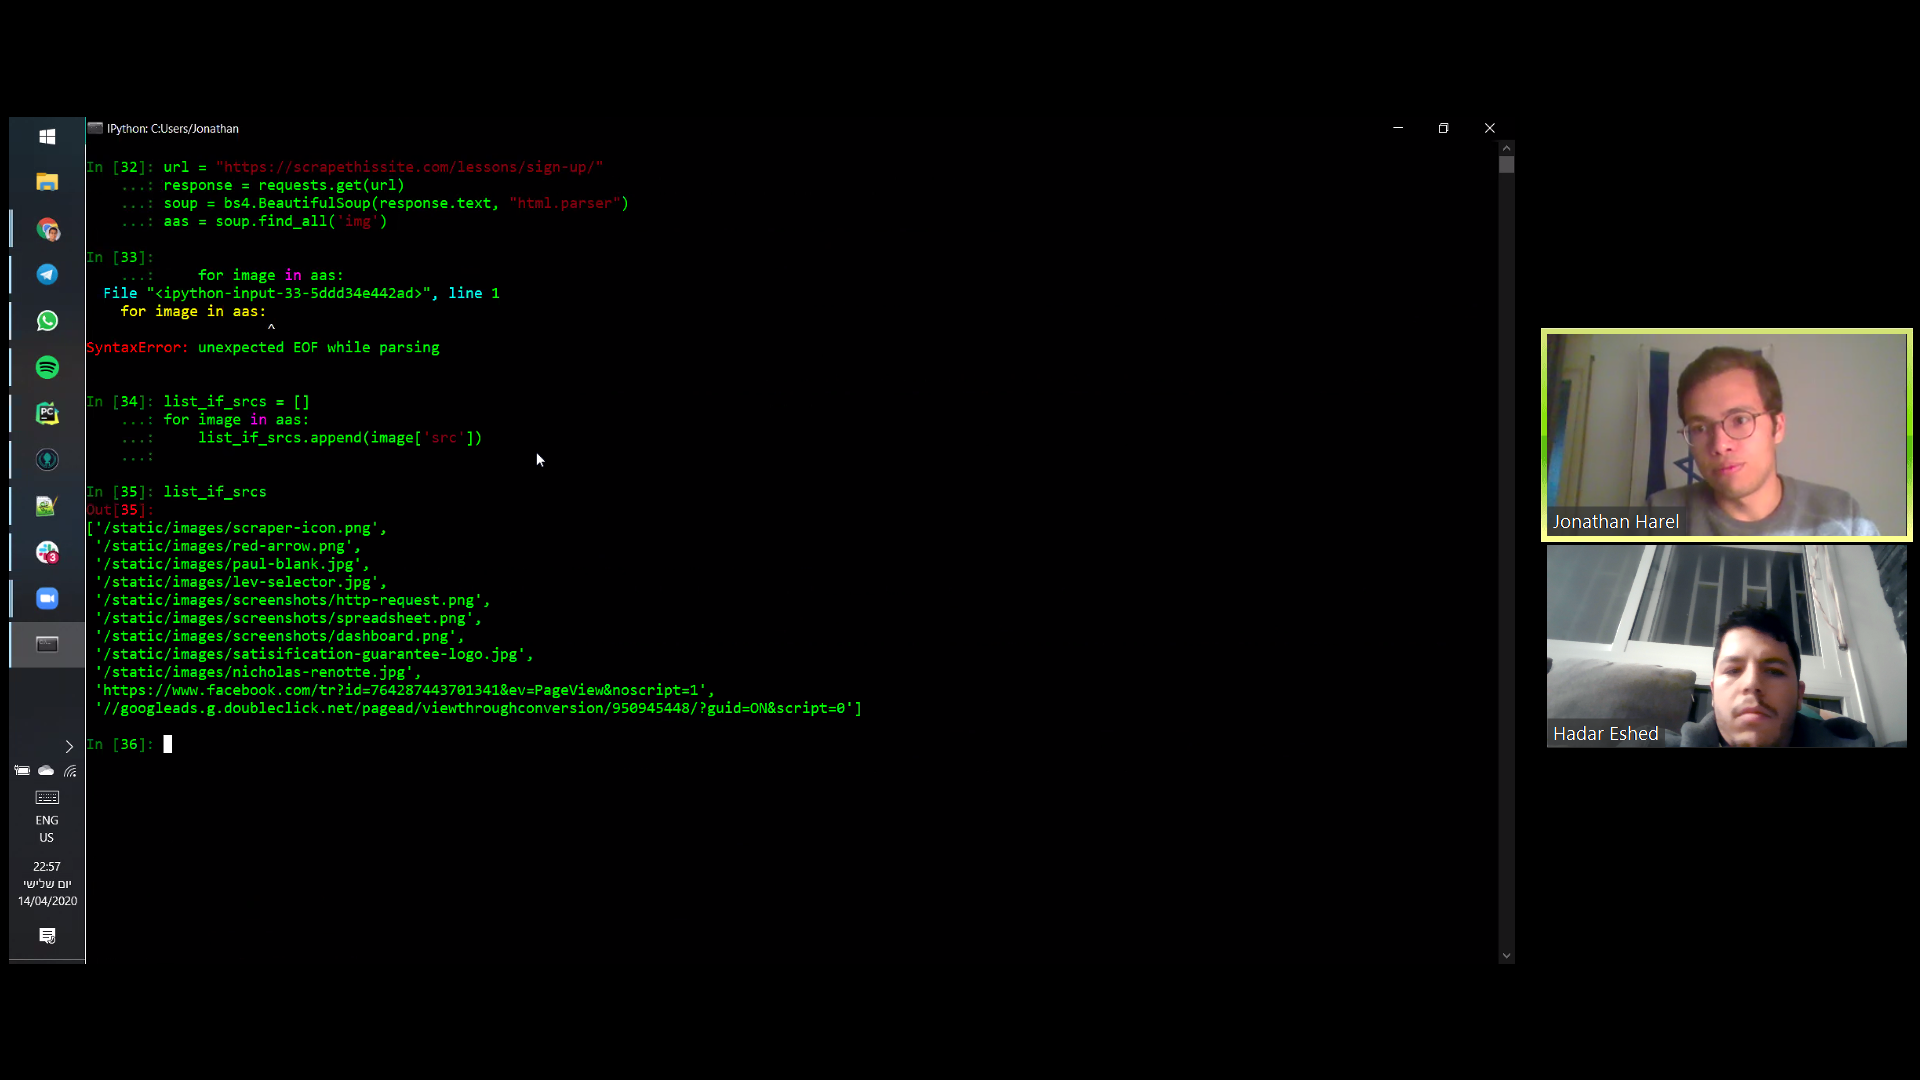 IPython: C:Users/Jonathan
In [32]: url = "https://scrapethissite.com/lessons/sign-up/"
...: response = requests.get(url)
...: soup = bs4.BeautifulSoup(response.text, "html.parser")
...: aas = soup.find_all('img')
In [33]:
...:     for image in aas:
File "<ipython-input-33-5ddd34e442ad>", line 1
for image in aas:
^
SyntaxError: unexpected EOF while parsing
In [34]: list_if_srcs = []
...: for image in aas:
...:     list_if_srcs.append(image['src'])
...:
In [35]: list_if_srcs
Out[35]:
['/static/images/scraper-icon.png',
'/static/images/red-arrow.png',
'/static/images/paul-blank.jpg',
'/static/images/lev-selector.jpg',
'/static/images/screenshots/http-request.png',
'/static/images/screenshots/spreadsheet.png',
'/static/images/screenshots/dashboard.png',
'/static/images/satisification-guarantee-logo.jpg',
'/static/images/nicholas-renotte.jpg',
'https://www.facebook.com/tr?id=764287443701341&ev=PageView&noscript=1',
'//googleads.g.doubleclick.net/pagead/viewthroughconversion/950945448/?guid=ON&script=0']
In [36]:
PC
3
ENG
US
22:57
יום שלישי
14/04/2020
Jonathan Harel
Hadar Eshed